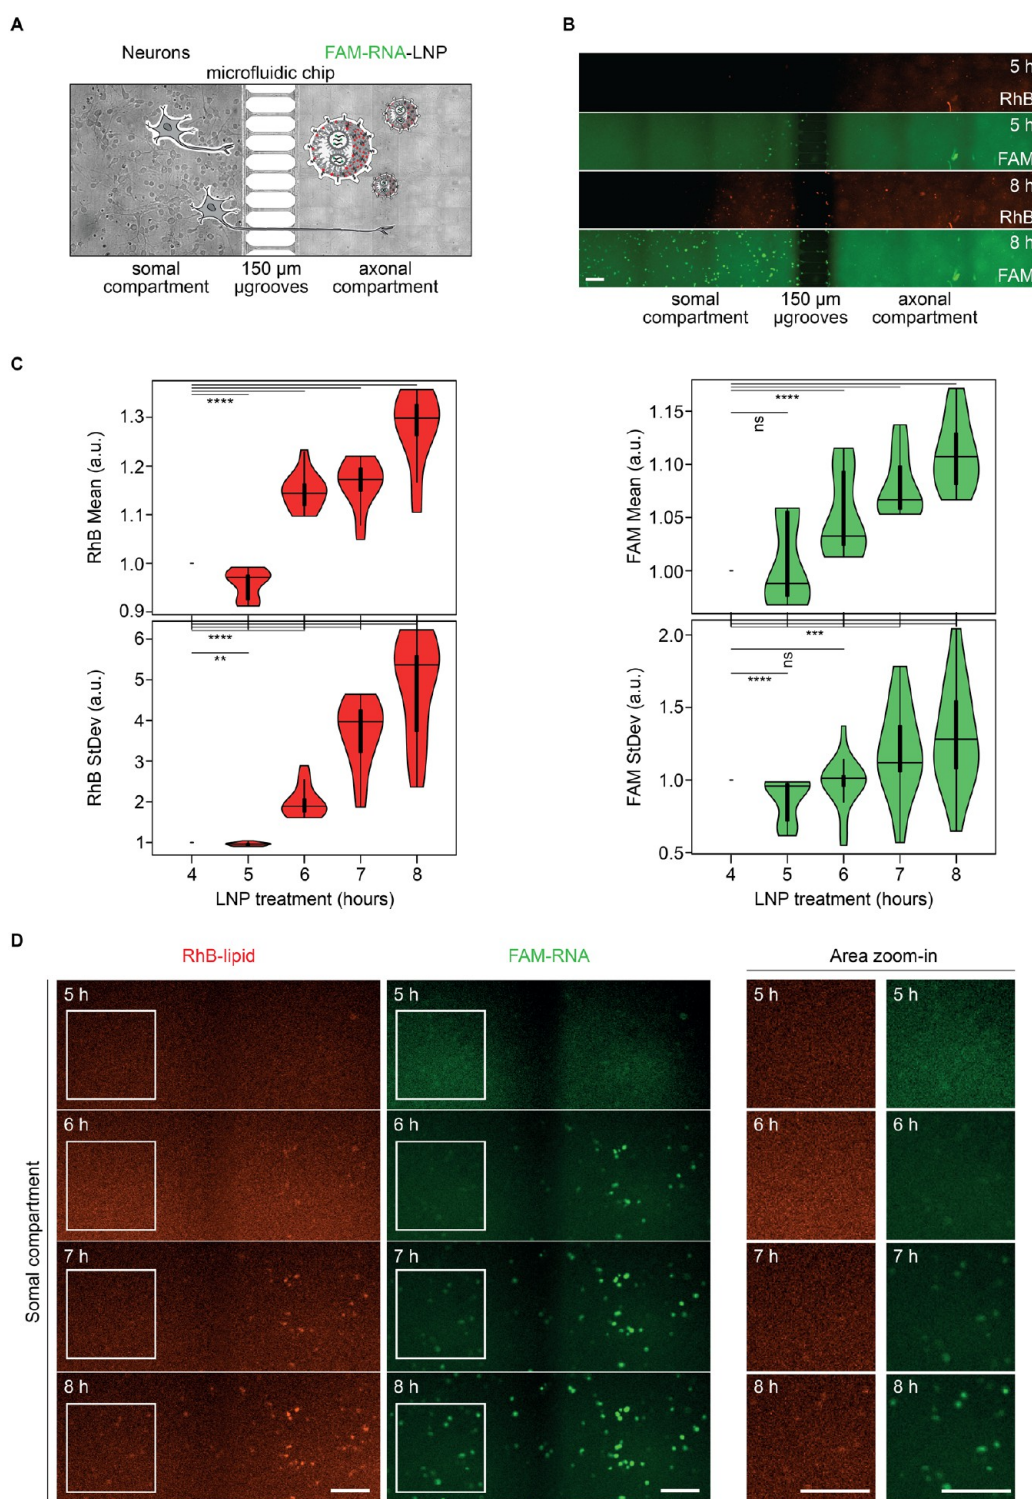 A
Neurons
FAM-RNA-LNP
microfluidic chip
somal
compartment
150 µm
µgrooves
axonal
compartment
B
5 h
RhB
5 h
FAM
8 h
RhB
8 h
FAM
somal
compartment
150 µm
µgrooves
axonal
compartment
C
RhB Mean (a.u.)
1.3
1.2
1.1
1.0
0.9
****
RhB StDev (a.u.)
6
5
4
3
2
1
****
**
4 5 6 7 8
LNP treatment (hours)
FAM Mean (a.u.)
1.15
1.10
1.05
1.00
****
ns
FAM StDev (a.u.)
2.0
1.5
1.0
0.5
***
ns
****
4 5 6 7 8
LNP treatment (hours)
D
RhB-lipid
FAM-RNA
Area zoom-in
Somal compartment
5 h
5 h
5 h
5 h
6 h
6 h
6 h
6 h
7 h
7 h
7 h
7 h
8 h
8 h
8 h
8 h